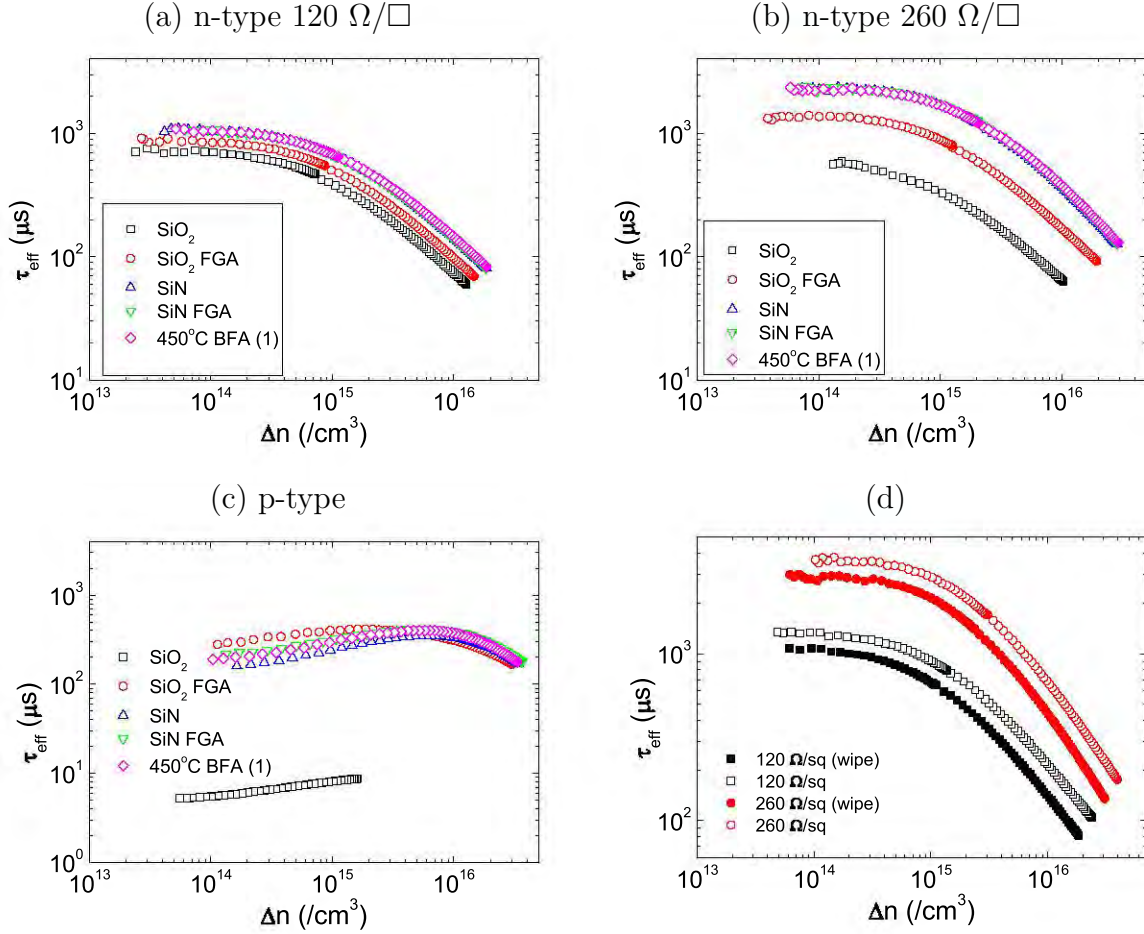 (a) n-type 120 Ω/□
(b) n-type 260 Ω/□
10³
10²
10¹
τeff (μs)
SiO₂
SiO₂ FGA
SiN
SiN FGA
450°C BFA (1)
10¹³ 10¹⁴ 10¹⁵ 10¹⁶
Δn (/cm³)
10³
10²
10¹
τeff (μs)
SiO₂
SiO₂ FGA
SiN
SiN FGA
450°C BFA (1)
10¹³ 10¹⁴ 10¹⁵ 10¹⁶
Δn (/cm³)
(c) p-type
(d)
10³
10²
10¹
10⁰
τeff (μs)
SiO₂
SiO₂ FGA
SiN
SiN FGA
450°C BFA (1)
10¹³ 10¹⁴ 10¹⁵ 10¹⁶
Δn (/cm³)
10³
10²
τeff (μs)
120 Ω/sq (wipe)
120 Ω/sq
260 Ω/sq (wipe)
260 Ω/sq
10¹³ 10¹⁴ 10¹⁵ 10¹⁶
Δn (/cm³)